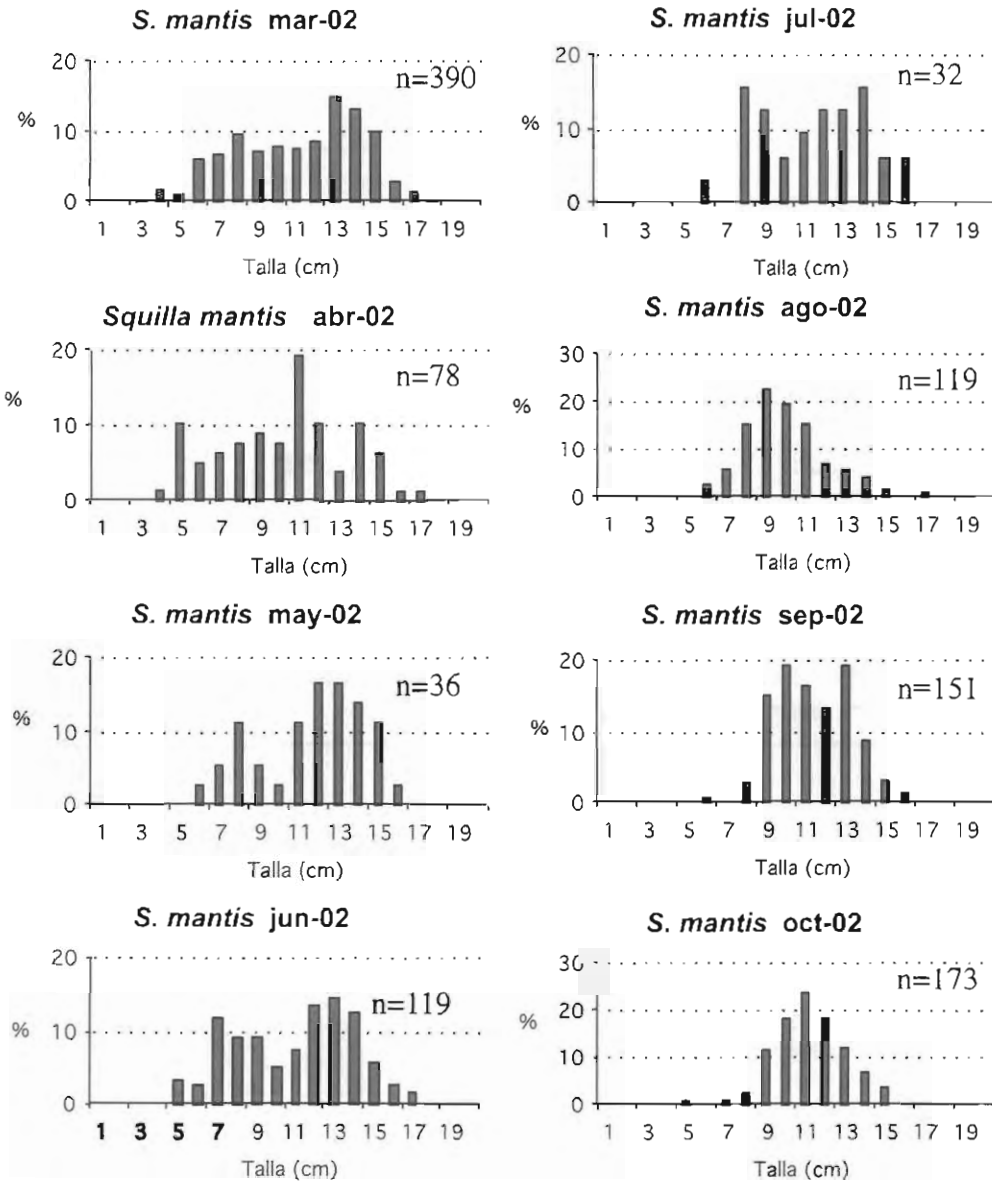 S. mantis mar-02
20
n=390
%
10
0
1 3 5 7 9 11 13 15 17 19
Talla (cm)
Squilla mantis abr-02
20
n=78
%
10
0
1 3 5 7 9 11 13 15 17 19
Talla (cm)
S. mantis may-02
20
n=36
%
10
0
1 3 5 7 9 11 13 15 17 19
Talla (cm)
S. mantis jun-02
20
n=119
%
10
0
1 3 5 7 9 11 13 15 17 19
Talla (cm)
S. mantis jul-02
20
n=32
%
10
0
1 3 5 7 9 11 13 15 17 19
Talla (cm)
S. mantis ago-02
30
n=119
%
20
10
0
1 3 5 7 9 11 13 15 17 19
Talla (cm)
S. mantis sep-02
20
n=151
%
10
0
1 3 5 7 9 11 13 15 17 19
Talla (cm)
S. mantis oct-02
30
n=173
%
20
10
0
1 3 5 7 9 11 13 15 17 19
Talla (cm)